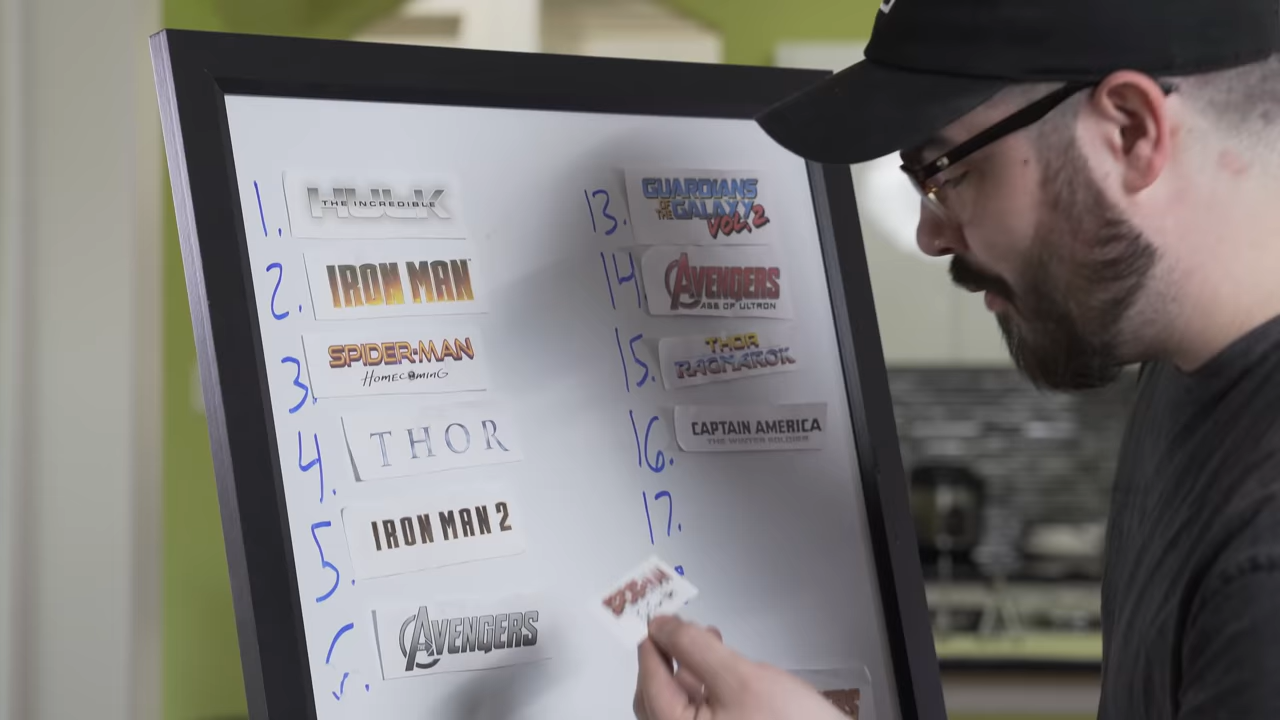 1. THE INCREDIBLE HULK
2. IRON MAN
3. SPIDER-MAN
HOMECOMING
4. THOR
5. IRON MAN 2
AVENGERS
13. GUARDIANS
OF THE GALAXY
VOL. 2
14. AVENGERS
AGE OF ULTRON
15. THOR
RAGNAROK
16. CAPTAIN AMERICA
THE WINTER SOLDIER
17.